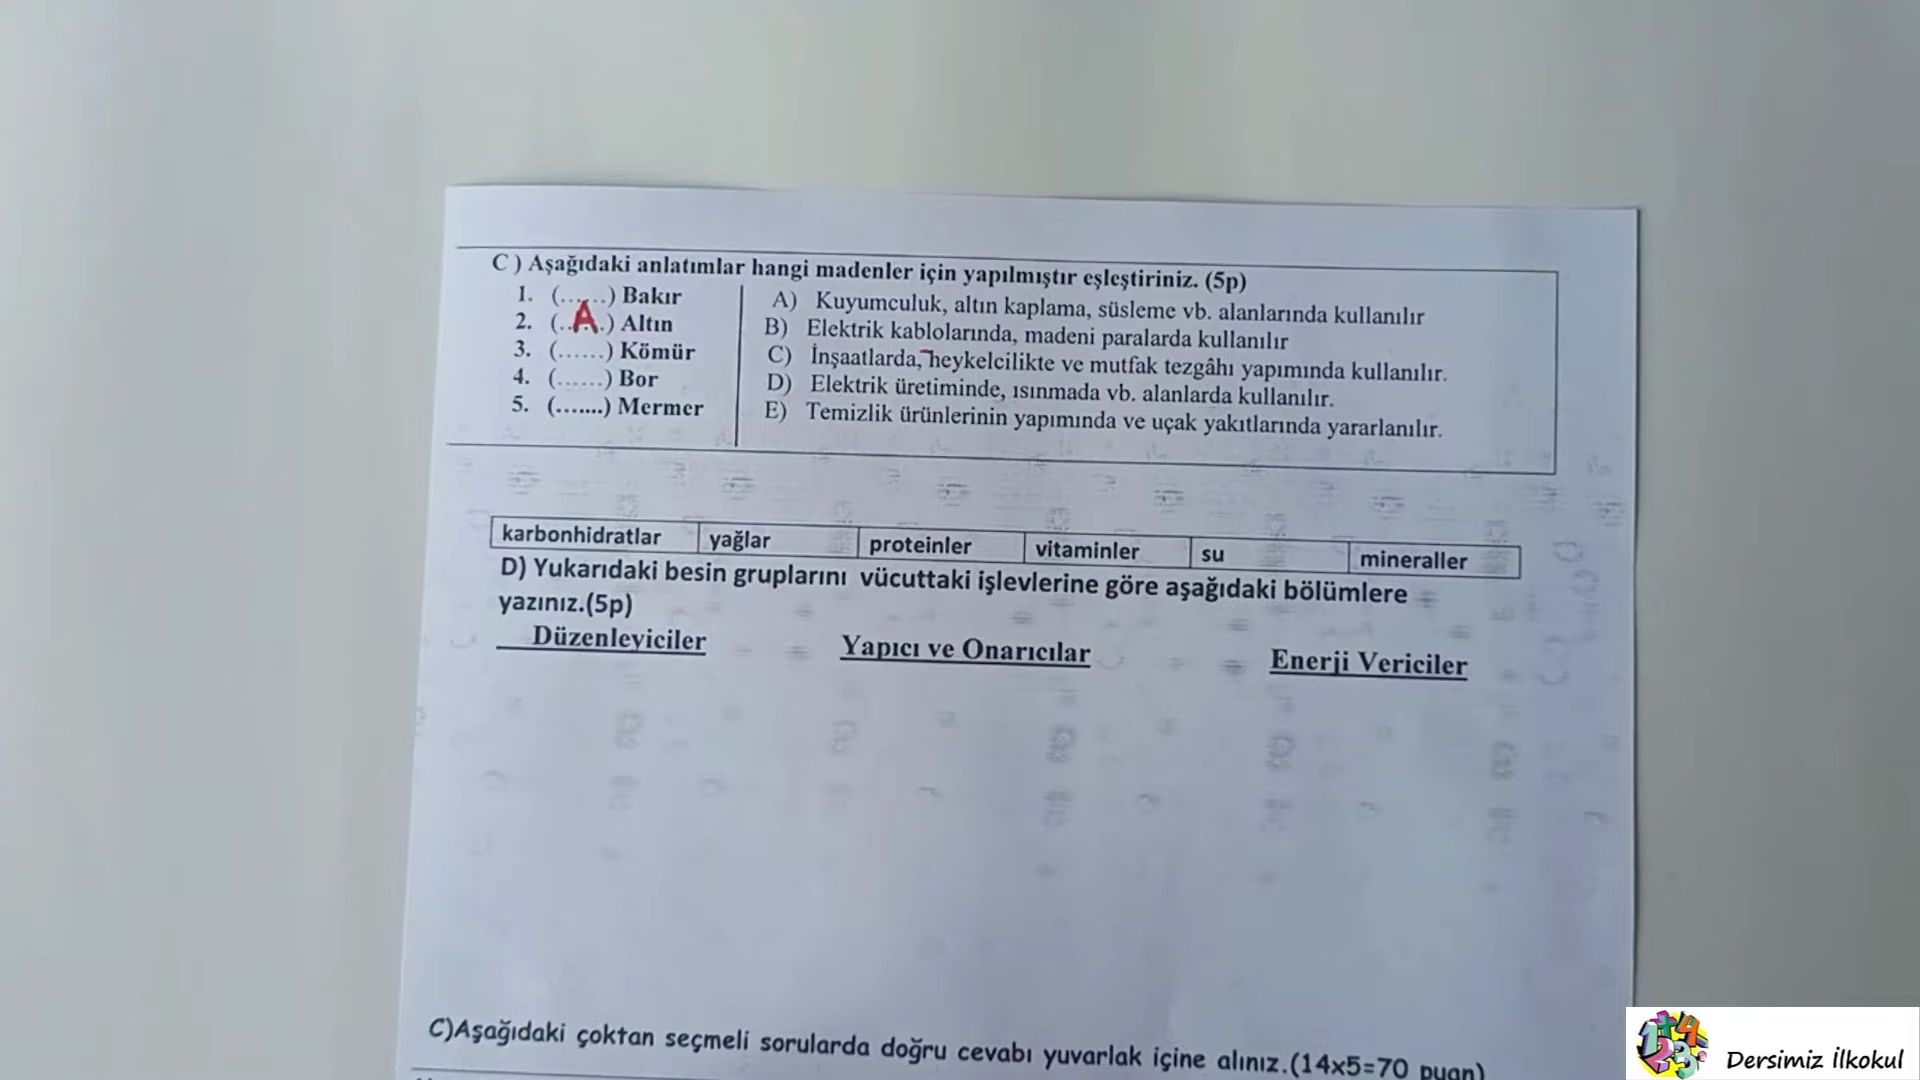 C ) Aşağıdaki anlatımlar hangi madenler için yapılmıştır eşleştiriniz. (5p)
1. (......) Bakır
2. (..A.) Altın
3. (......) Kömür
4. (......) Bor
5. (.......) Mermer
A) Kuyumculuk, altın kaplama, süsleme vb. alanlarında kullanılır
B) Elektrik kablolarında, madeni paralarda kullanılır
C) İnşaatlarda, heykelcilikte ve mutfak tezgâhı yapımında kullanılır.
D) Elektrik üretiminde, ısınmada vb. alanlarda kullanılır.
E) Temizlik ürünlerinin yapımında ve uçak yakıtlarında yararlanılır.
karbonhidratlar yağlar proteinler vitaminler su mineraller
D) Yukarıdaki besin gruplarını vücuttaki işlevlerine göre aşağıdaki bölümlere
yazınız.(5p)
Düzenleyiciler Yapıcı ve Onarıcılar Enerji Vericiler
C)Aşağıdaki çoktan seçmeli sorularda doğru cevabı yuvarlak içine alınız.(14x5=70 puan)
Dersimiz İlkokul